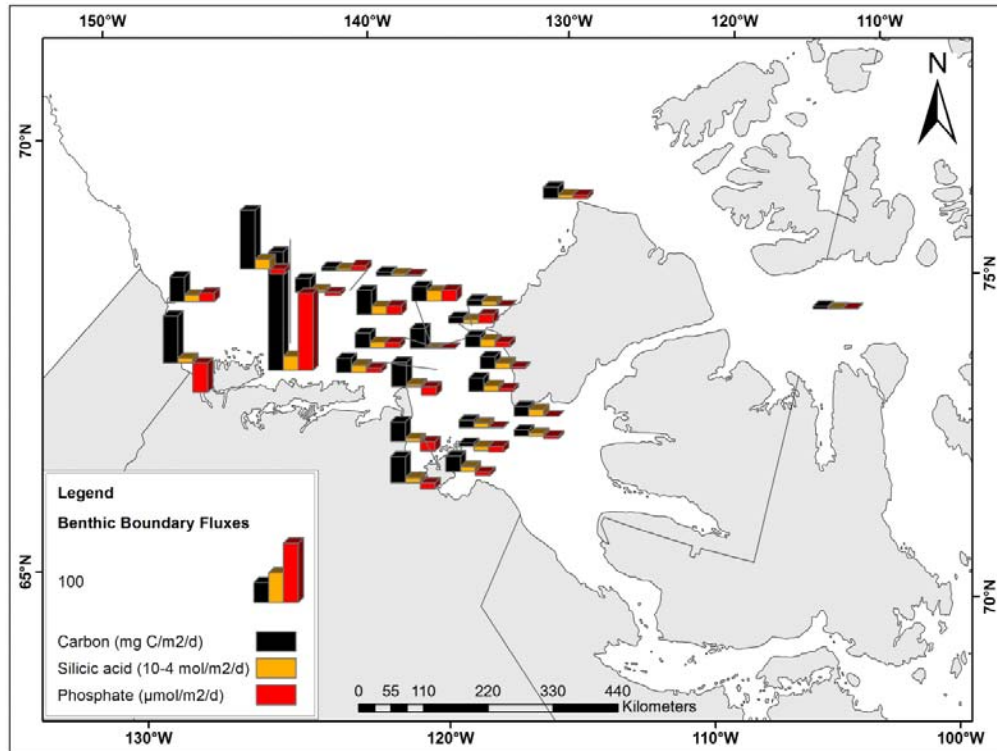 150°W 140°W 130°W 120°W 110°W
N
70°N
75°N
65°N
70°N
Legend
Benthic Boundary Fluxes
100
Carbon (mg C/m2/d)
Silicic acid (10-4 mol/m2/d)
Phosphate (µmol/m2/d)
0 55 110 220 330 440
Kilometers
130°W 120°W 110°W 100°W